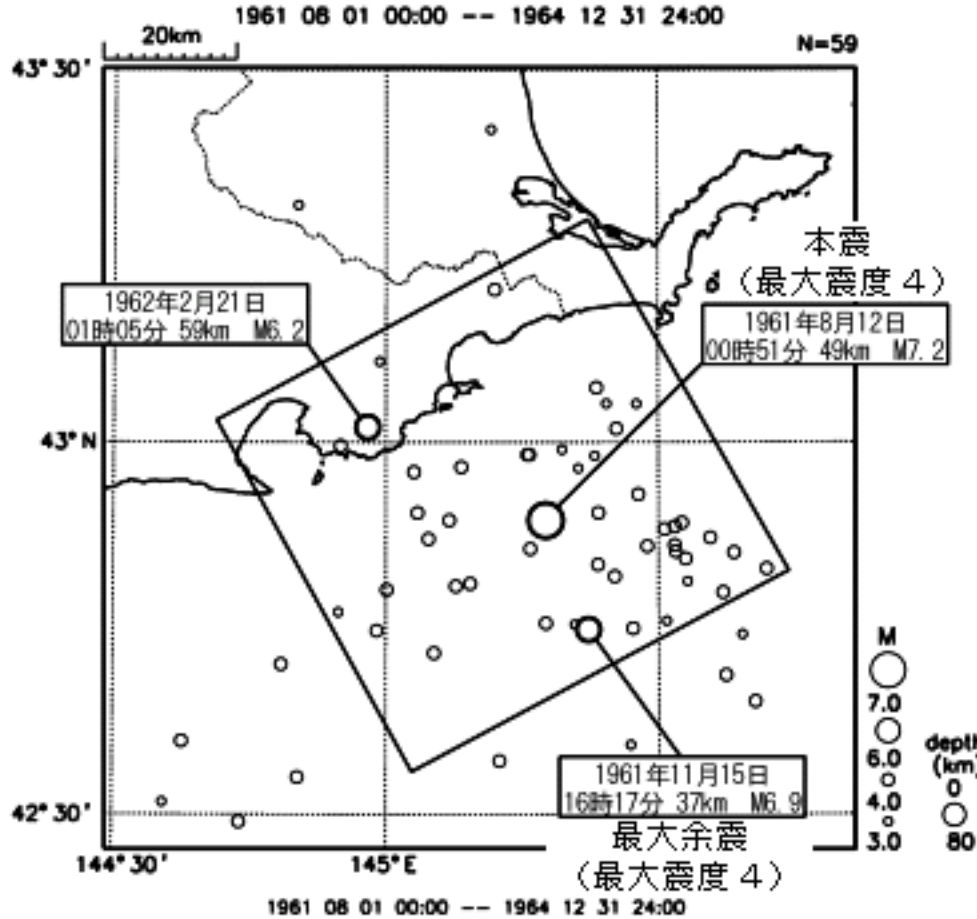 1961 08 01 00:00 -- 1964 12 31 24:00
20km
N=59
43°30'
本震
(最大震度4)
1962年2月21日
01時05分 59km M6.2
1961年8月12日
00時51分 49km M7.2
43°N
M
7.0
6.0
4.0
3.0
depth
(km)
0
80
1961年11月15日
16時17分 37km M6.9
42°30'
最大余震
(最大震度4)
144°30'
145°E
1961 08 01 00:00 -- 1964 12 31 24:00